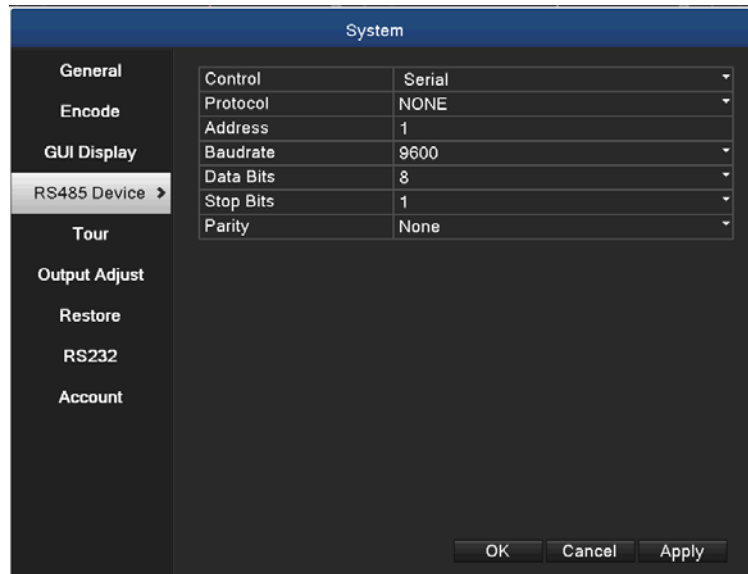 System
General
Encode
GUI Display
RS485 Device
Tour
Output Adjust
Restore
RS232
Account
Control Serial
Protocol NONE
Address 1
Baudrate 9600
Data Bits 8
Stop Bits 1
Parity None
OK Cancel Apply